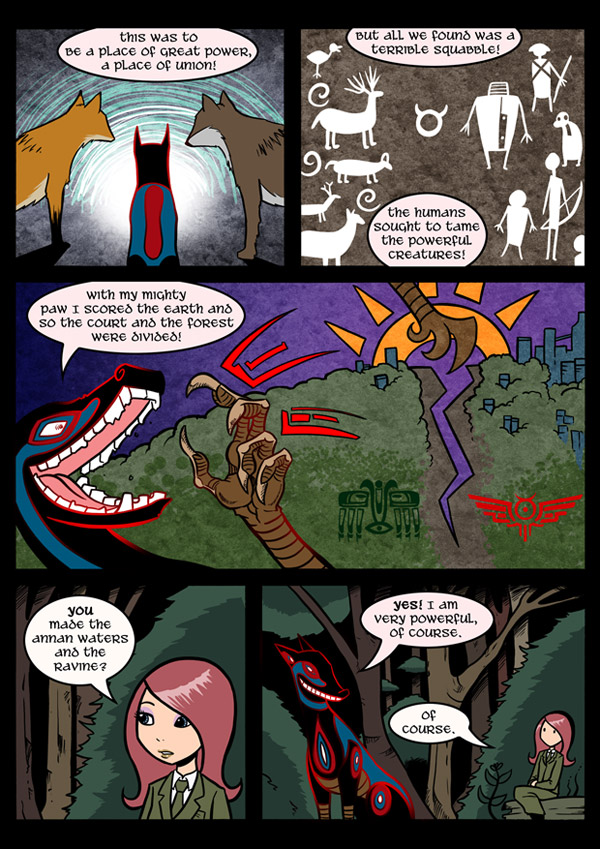 this was to
be a place of great power,
a place of union!
but all we found was a
terrible squabble!
the humans
sought to tame
the powerful
creatures!
with my mighty
paw I scored the earth and
so the court and the forest
were divided!
you
made the
annan waters
and the
ravine?
yes! I am
very powerful,
of course.
of
course.